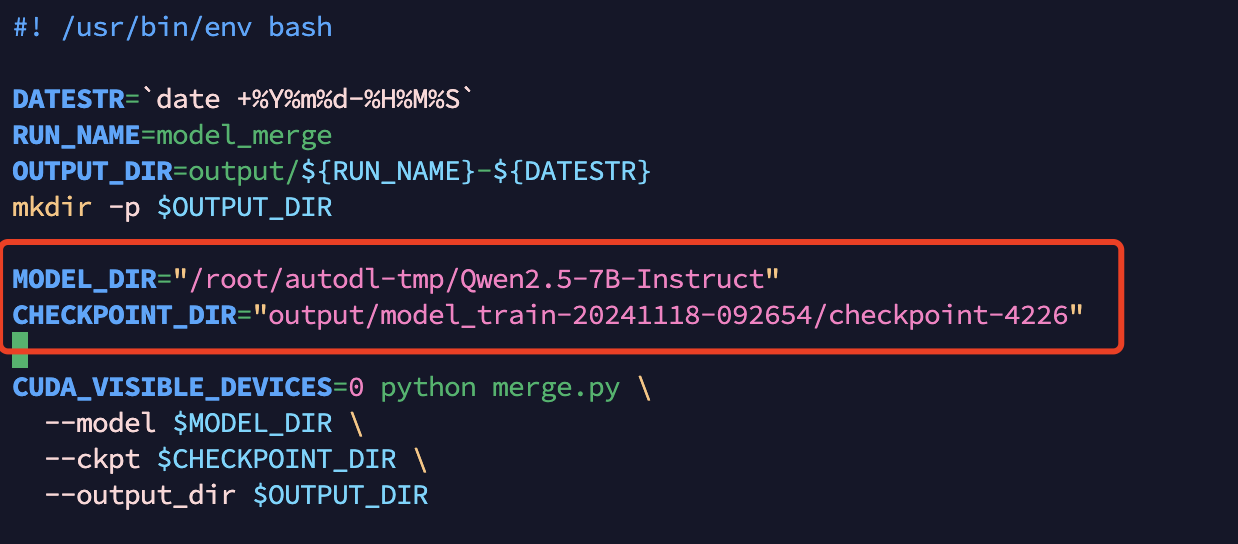 #! /usr/bin/env bash
DATESTR=`date +%Y%m%d-%H%M%S`
RUN_NAME=model_merge
OUTPUT_DIR=output/${RUN_NAME}-${DATESTR}
mkdir -p $OUTPUT_DIR
MODEL_DIR="/root/autodl-tmp/Qwen2.5-7B-Instruct"
CHECKPOINT_DIR="output/model_train-20241118-092654/checkpoint-4226"
CUDA_VISIBLE_DEVICES=0 python merge.py \
  --model $MODEL_DIR \
  --ckpt $CHECKPOINT_DIR \
  --output_dir $OUTPUT_DIR